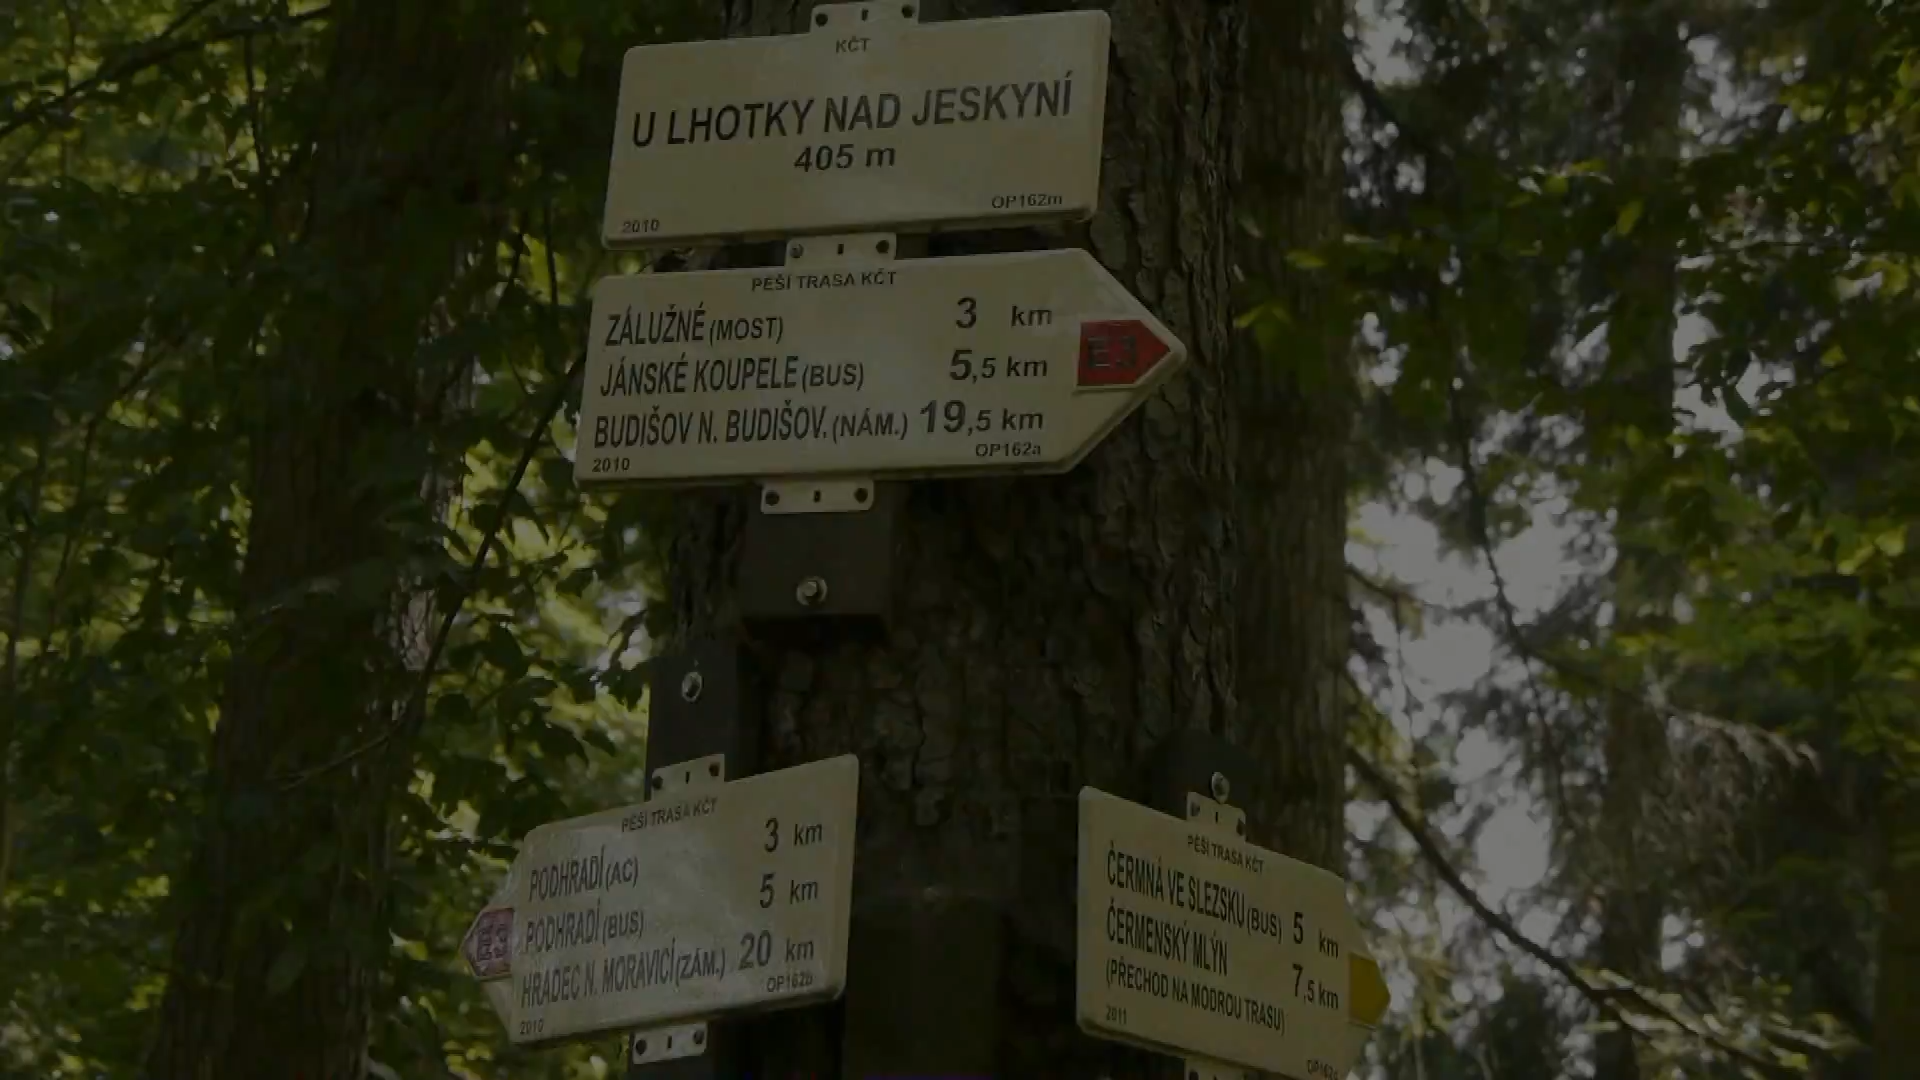 KČT
U LHOTKY NAD JESKYNÍ
405 m
2010 OP162m
PĚŠÍ TRASA KČT
ZÁLUŽNÉ (MOST) 3 km
JÁNSKÉ KOUPELE (BUS) 5,5 km
BUDIŠOV N. BUDIŠOV. (NÁM.) 19,5 km
E3
2010 OP162a
PĚŠÍ TRASA KČT
PODHRADÍ (AC) 3 km
PODHRADÍ (BUS) 5 km
HRADEC N. MORAVICÍ (ZÁM.) 20 km
E3
2010 OP162b
PĚŠÍ TRASA KČT
ČERMNÁ VE SLEZSKU (BUS) 5 km
ČERMENSKÝ MLÝN 7,5 km
(PŘECHOD NA MODROU TRASU)
2011